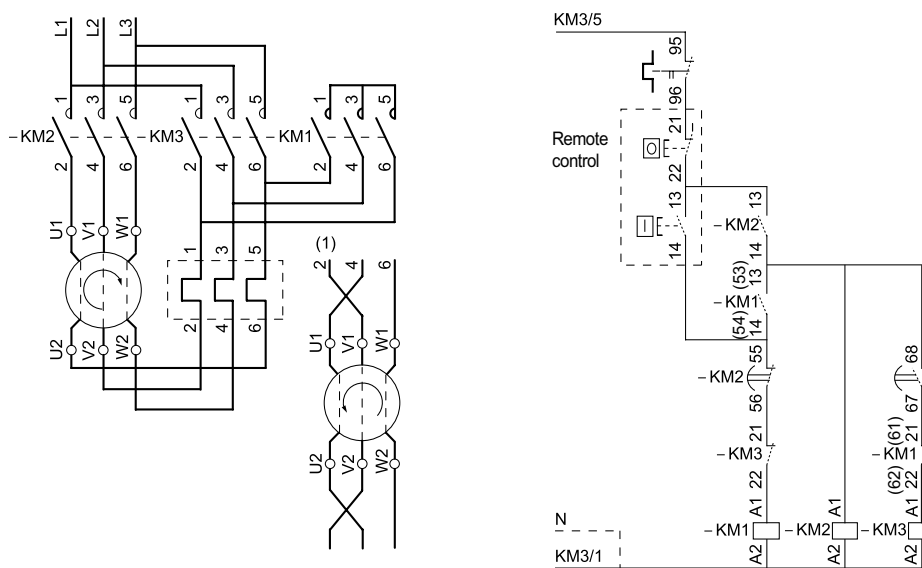 L1 L2 L3
1 3 5 1 3 5 1 3 5
–KM2 –KM3 –KM1
2 4 6 2 4 6 2 4 6
U1 V1 W1
1 3 5
(1)
2 4 6
2 4 6
U2 V2 W2
U1 V1 W1
U2 V2 W2
KM3/5
95
96
Remote
control
21
O
22
13
I
14
13
–KM2
14
(53) 13
–KM1
(54) 14
55
–KM2
56
21
–KM3
22
68
67
21 (61)
–KM1
(62) 22
A1 A1 A1
N
–KM1 –KM2 –KM3
A2 A2 A2
KM3/1